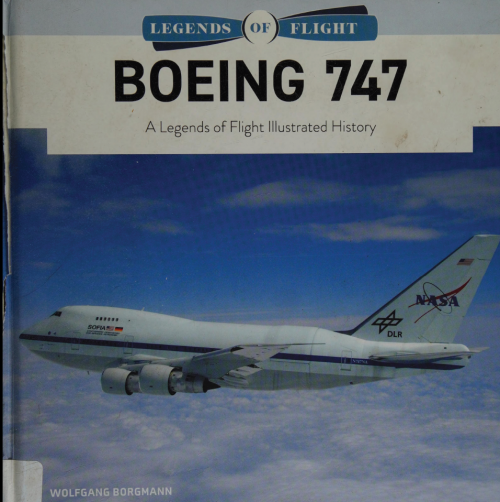 LEGENDS OF FLIGHT
BOEING 747
A Legends of Flight Illustrated History
NASA
SOFIA
DLR
WOLFGANG BORGMANN